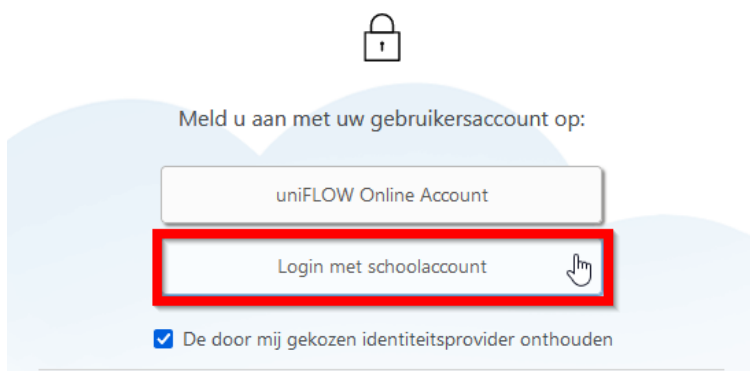 Meld u aan met uw gebruikersaccount op:
uniFLOW Online Account
Login met schoolaccount
De door mij gekozen identiteitsprovider onthouden